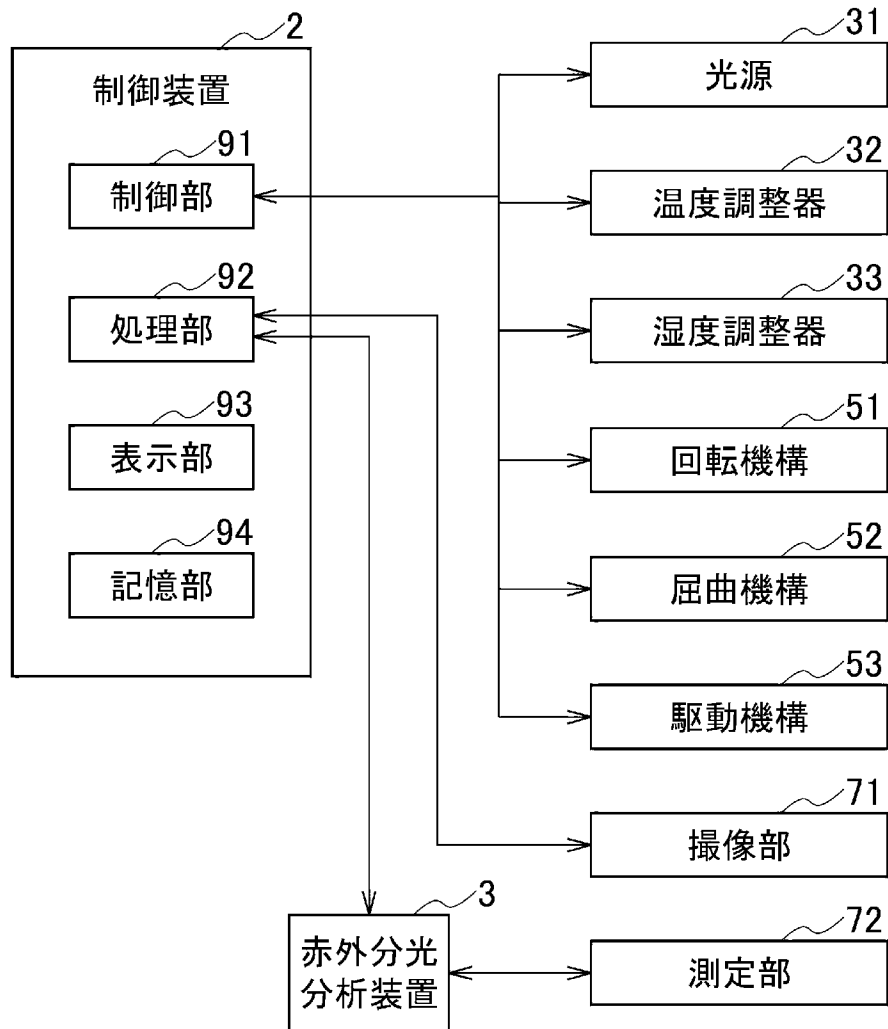 2
制御装置
91
制御部
92
処理部
93
表示部
94
記憶部
31
光源
32
温度調整器
33
湿度調整器
51
回転機構
52
屈曲機構
53
駆動機構
71
撮像部
3
赤外分光
分析装置
72
測定部